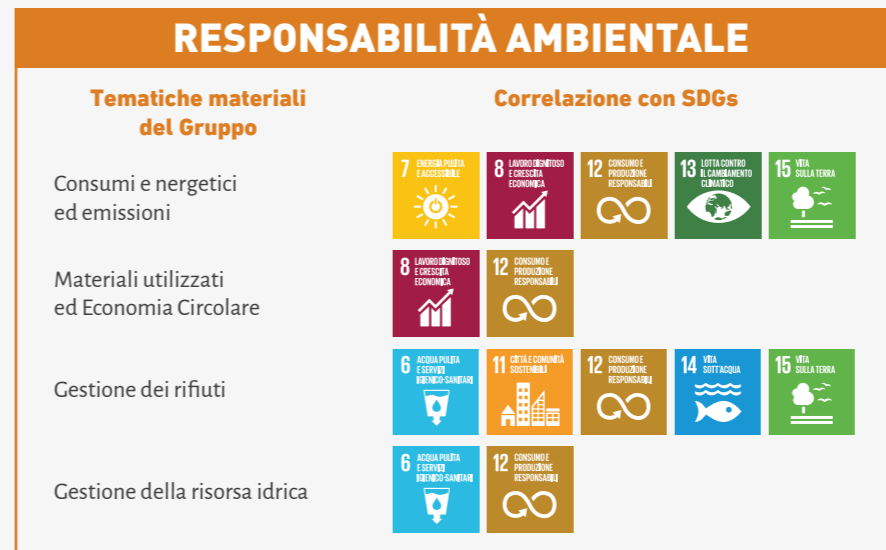 RESPONSABILITÀ AMBIENTALE
Tematiche materiali
del Gruppo
Correlazione con SDGs
Consumi e nergetici
ed emissioni
7 ENERGIA PULITA
E ACCESSIBILE
8 LAVORO DIGNITOSO
E CRESCITA
ECONOMICA
12 CONSUMO E
PRODUZIONE
RESPONSABILI
13 LOTTA CONTRO
IL CAMBIAMENTO
CLIMATICO
15 VITA
SULLA TERRA
Materiali utilizzati
ed Economia Circolare
8 LAVORO DIGNITOSO
E CRESCITA
ECONOMICA
12 CONSUMO E
PRODUZIONE
RESPONSABILI
Gestione dei rifiuti
6 ACQUA PULITA
E SERVIZI
IGIENICO-SANITARI
11 CITTÀ E COMUNITÀ
SOSTENIBILI
12 CONSUMO E
PRODUZIONE
RESPONSABILI
14 VITA
SOTT'ACQUA
15 VITA
SULLA TERRA
Gestione della risorsa idrica
6 ACQUA PULITA
E SERVIZI
IGIENICO-SANITARI
12 CONSUMO E
PRODUZIONE
RESPONSABILI